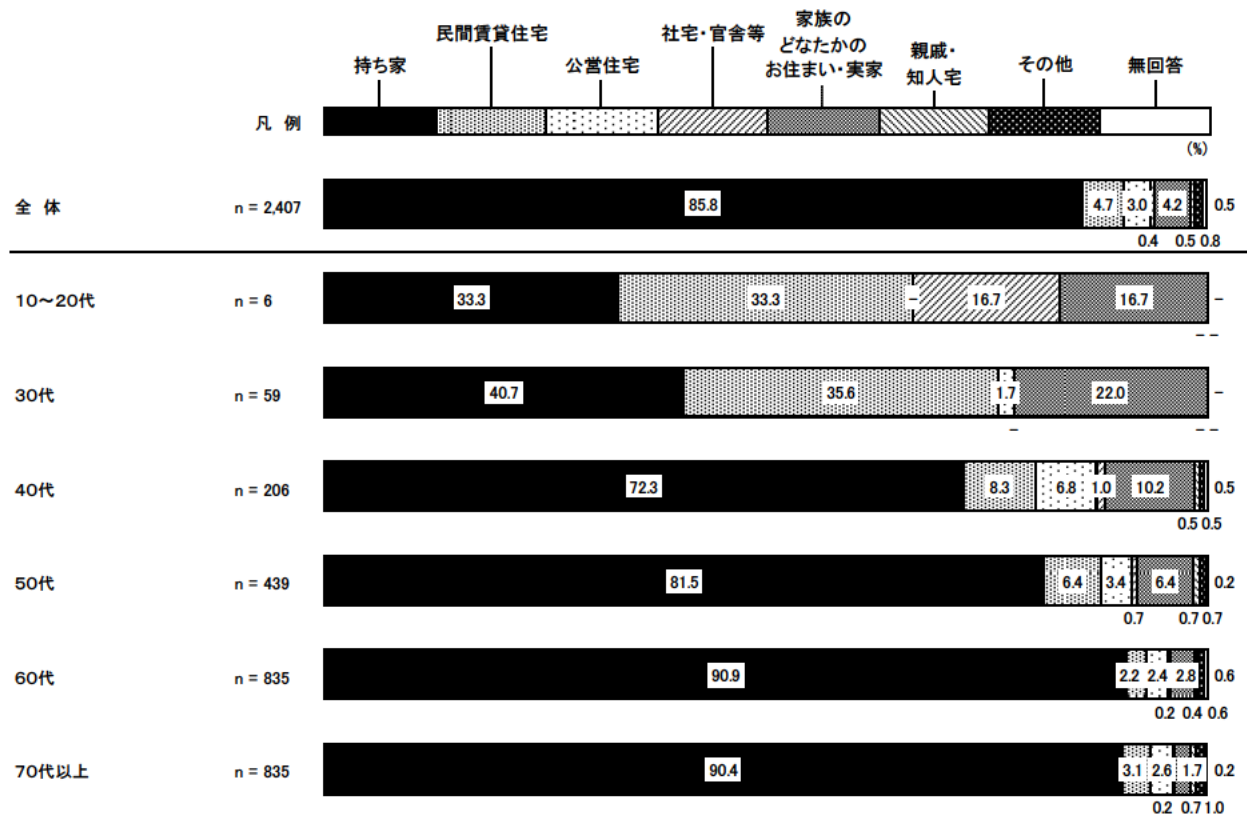 家族の
民間賃貸住宅 社宅・官舎等 どなたかの 親戚・
持ち家 公営住宅 お住まい・実家 知人宅 その他 無回答
凡 例
(%)
全 体 n = 2,407 85.8 4.7 3.0 4.2 0.5
0.4 0.5 0.8
10～20代 n = 6 33.3 33.3 － 16.7 16.7 －
－ －
30代 n = 59 40.7 35.6 1.7 22.0 －
－ － －
40代 n = 206 72.3 8.3 6.8 1.0 10.2 0.5
0.5 0.5
50代 n = 439 81.5 6.4 3.4 6.4 0.2
0.7 0.7 0.7
60代 n = 835 90.9 2.2 2.4 2.8 0.6
0.2 0.4 0.6
70代以上 n = 835 90.4 3.1 2.6 1.7 0.2
0.2 0.7 1.0